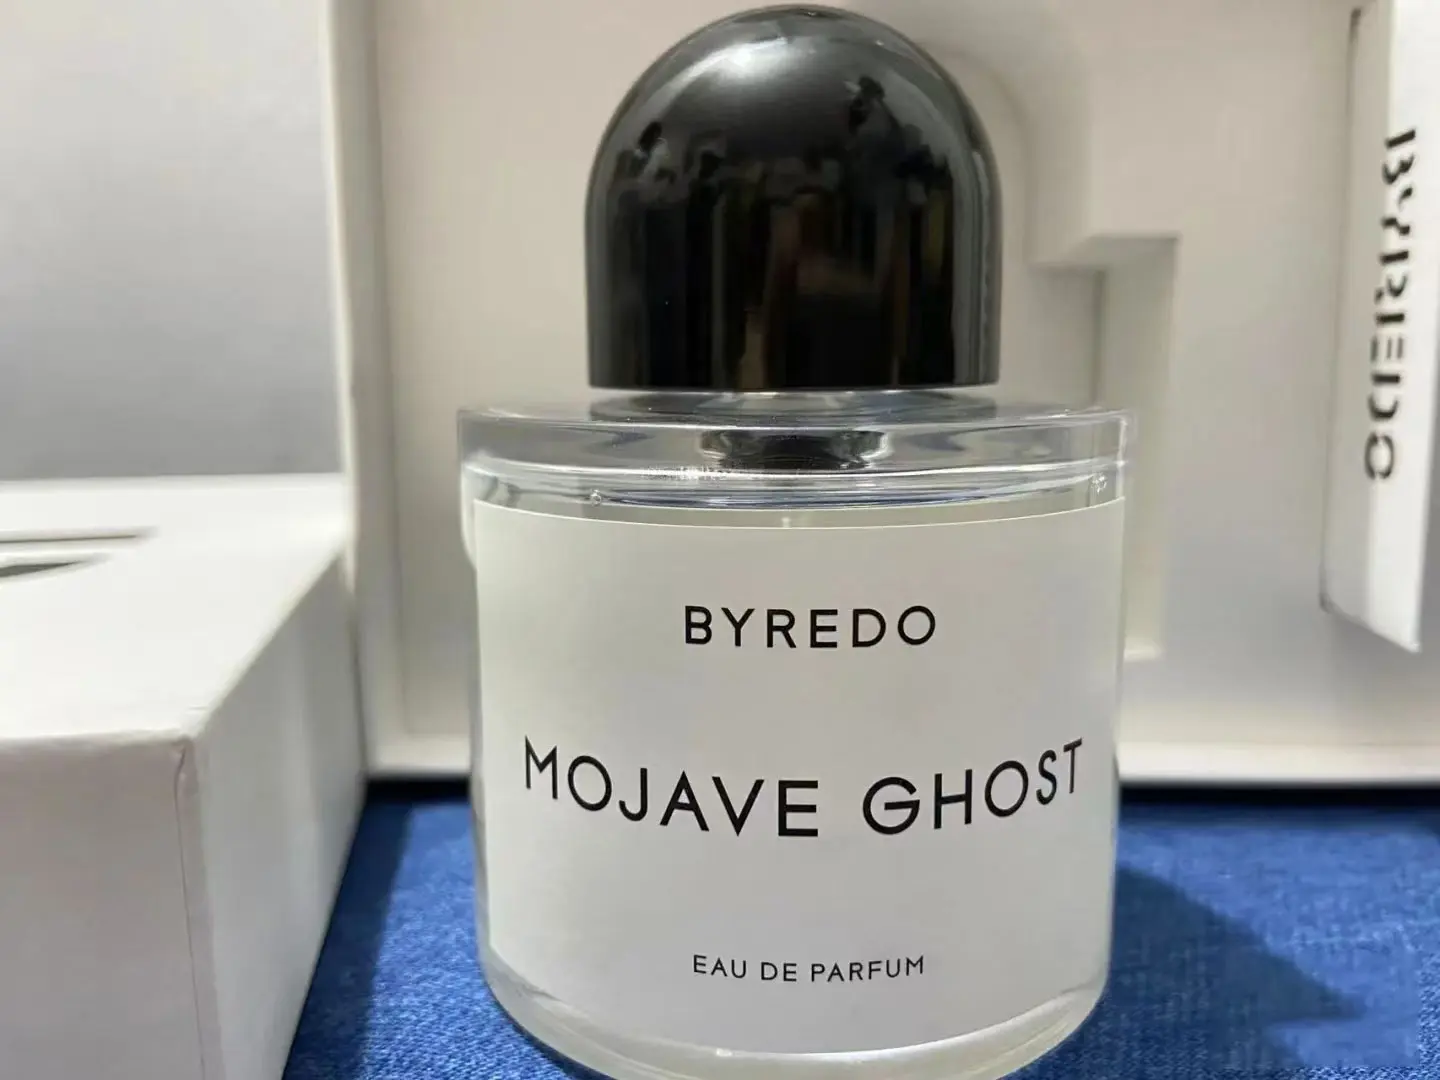 BYREDO
MOJAVE GHOST
EAU DE PARFUM